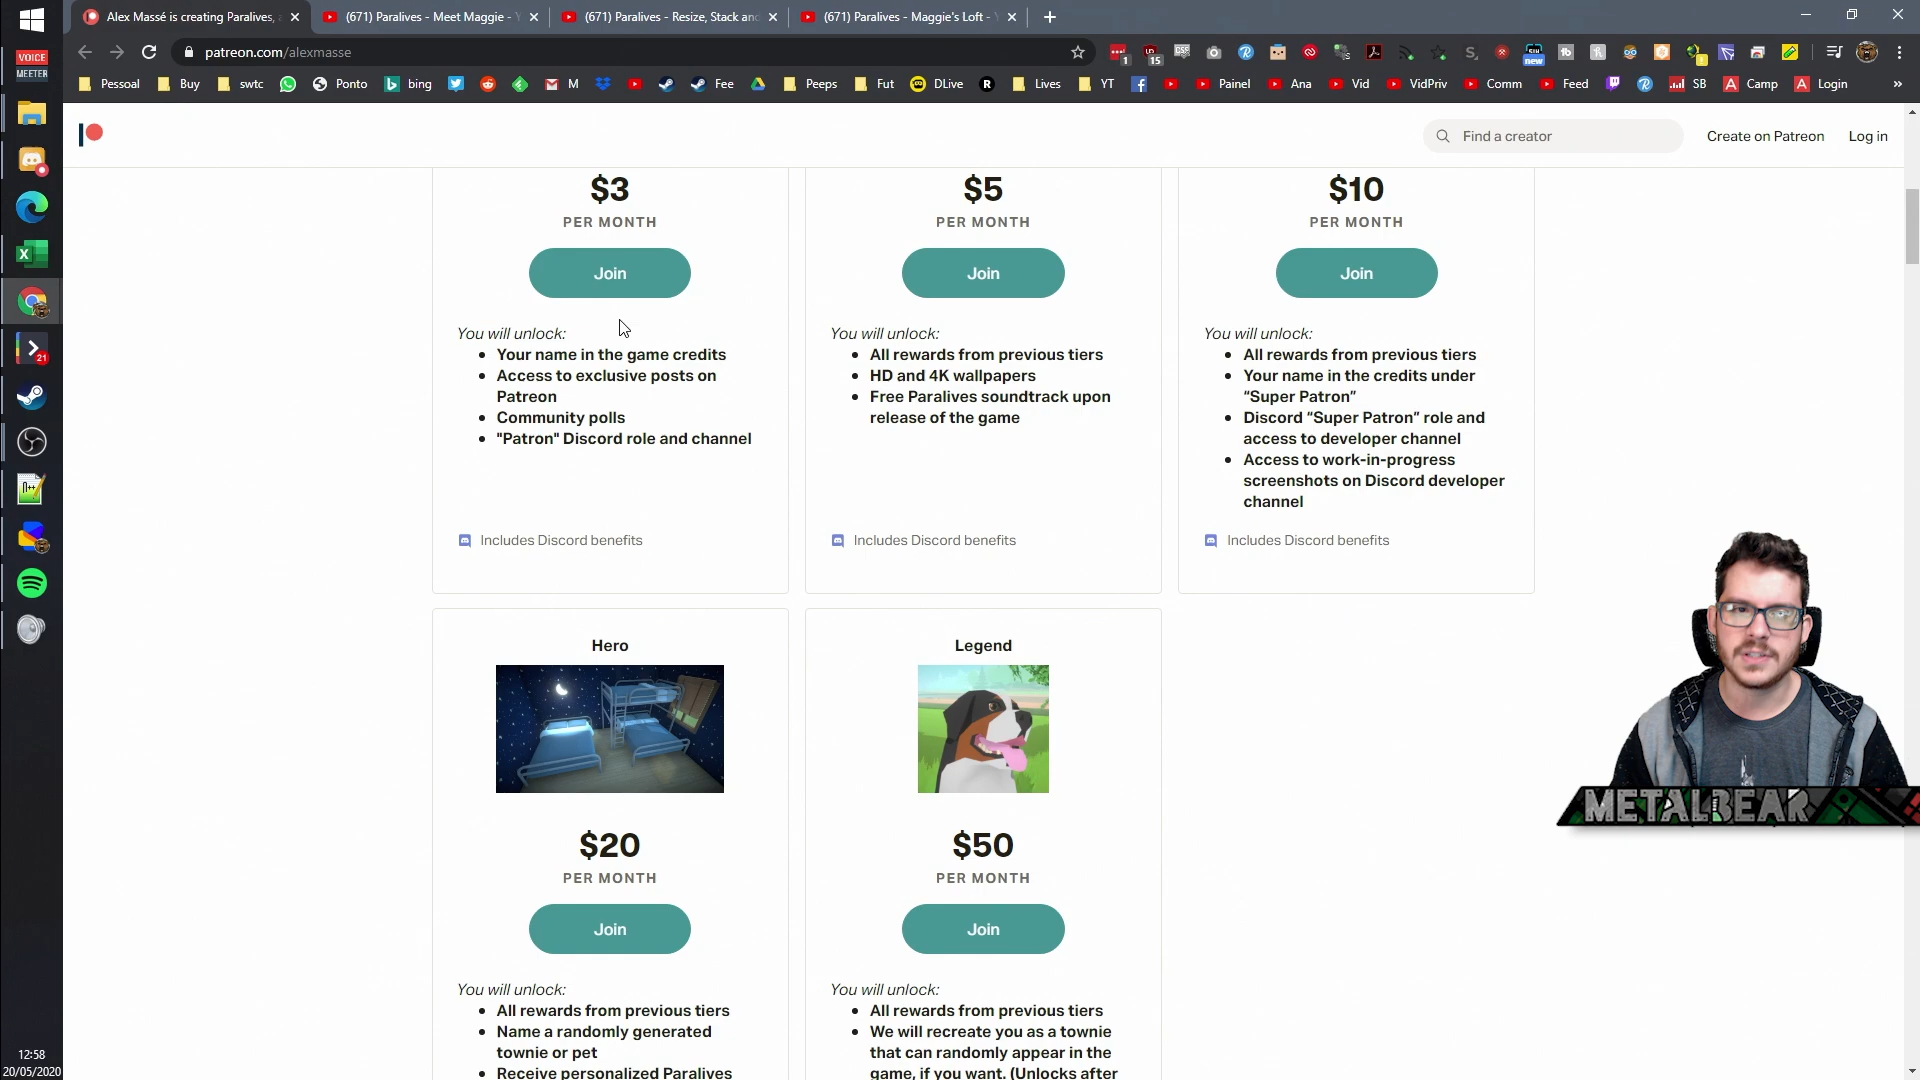 Alex Massé is creating Paralives,
(671) Paralives - Meet Maggie -
(671) Paralives - Resize, Stack and
(671) Paralives - Maggie's Loft -
VOICE
MEETER
patreon.com/alexmasse
1
15
new
Pessoal
Buy
swtc
Ponto
bing
M
Fee
Peeps
Fut
DLive
Lives
YT
Painel
Ana
Vid
VidPriv
Comm
Feed
SB
Camp
Login
»
Find a creator
Create on Patreon
Log in
$3
PER MONTH
Join
You will unlock:
• Your name in the game credits
• Access to exclusive posts on
Patreon
• Community polls
• "Patron" Discord role and channel
Includes Discord benefits
$5
PER MONTH
Join
You will unlock:
• All rewards from previous tiers
• HD and 4K wallpapers
• Free Paralives soundtrack upon
release of the game
Includes Discord benefits
$10
PER MONTH
Join
You will unlock:
• All rewards from previous tiers
• Your name in the credits under
“Super Patron”
• Discord “Super Patron” role and
access to developer channel
• Access to work-in-progress
screenshots on Discord developer
channel
Includes Discord benefits
Hero
$20
PER MONTH
Join
You will unlock:
• All rewards from previous tiers
• Name a randomly generated
townie or pet
• Receive personalized Paralives
Legend
$50
PER MONTH
Join
You will unlock:
• All rewards from previous tiers
• We will recreate you as a townie
that can randomly appear in the
game, if you want. (Unlocks after
METALBEAR
21
12:58
20/05/2020